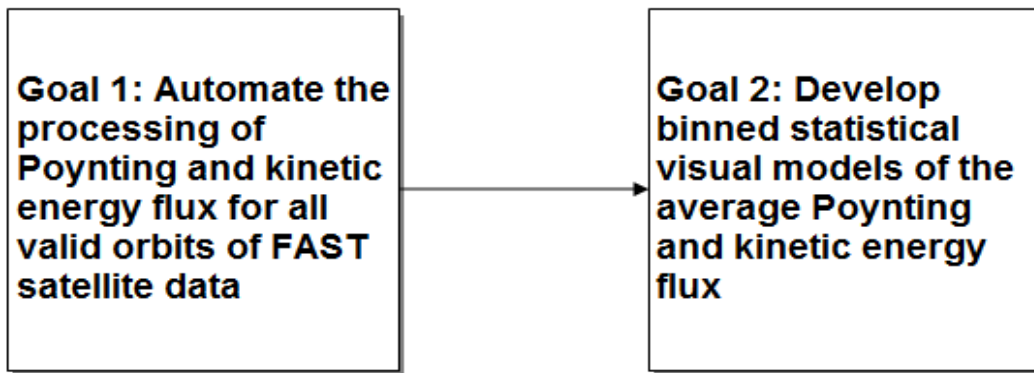 Goal 1: Automate the
processing of
Poynting and kinetic
energy flux for all
valid orbits of FAST
satellite data
Goal 2: Develop
binned statistical
visual models of the
average Poynting
and kinetic energy
flux